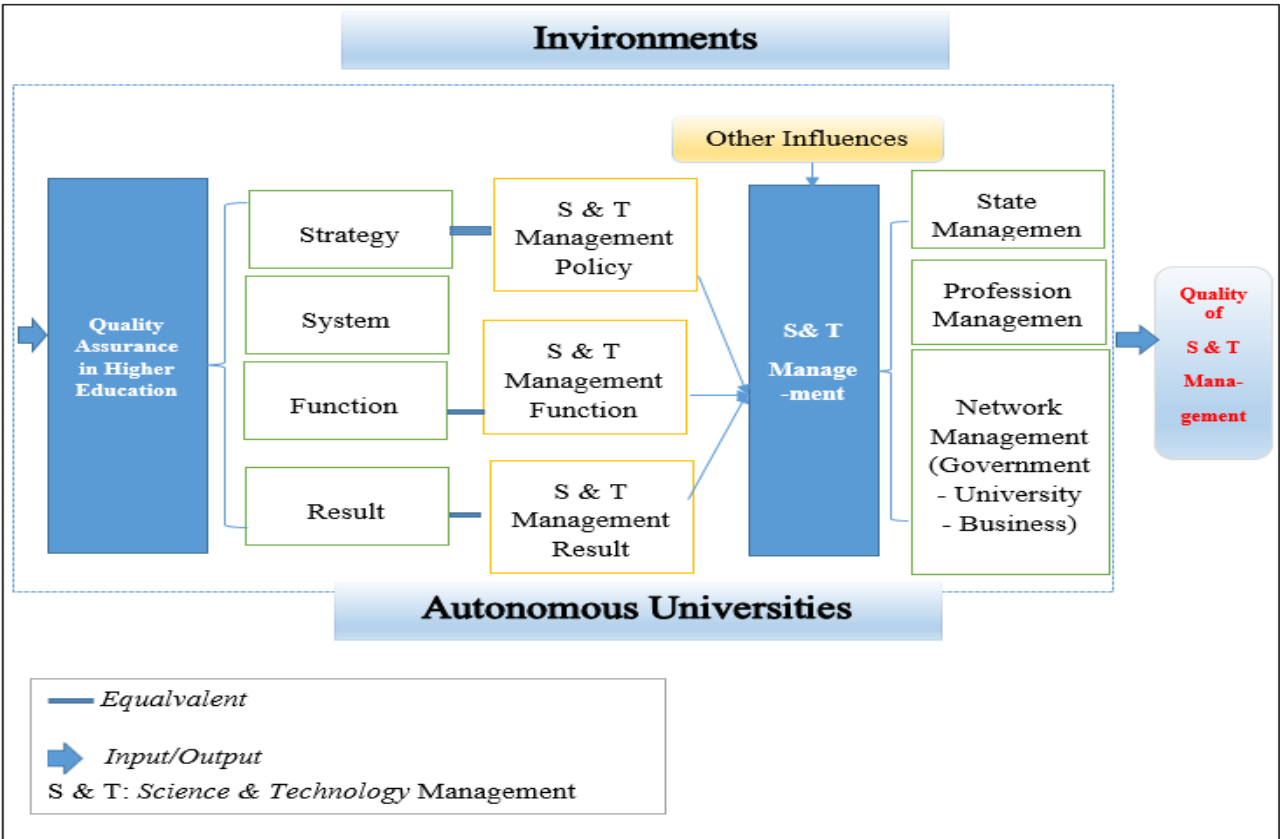 Invironments
Other Influences
Quality
Assurance
in Higher
Education
Strategy
System
Function
Result
S & T
Management
Policy
S & T
Management
Function
S & T
Management
Result
S& T
Manage
-ment
State
Managemen
Profession
Managemen
Network
Management
(Government
- University
- Business)
Quality
of
S & T
Mana-
gement
Autonomous Universities
Equalvalent
Input/Output
S & T: Science & Technology Management